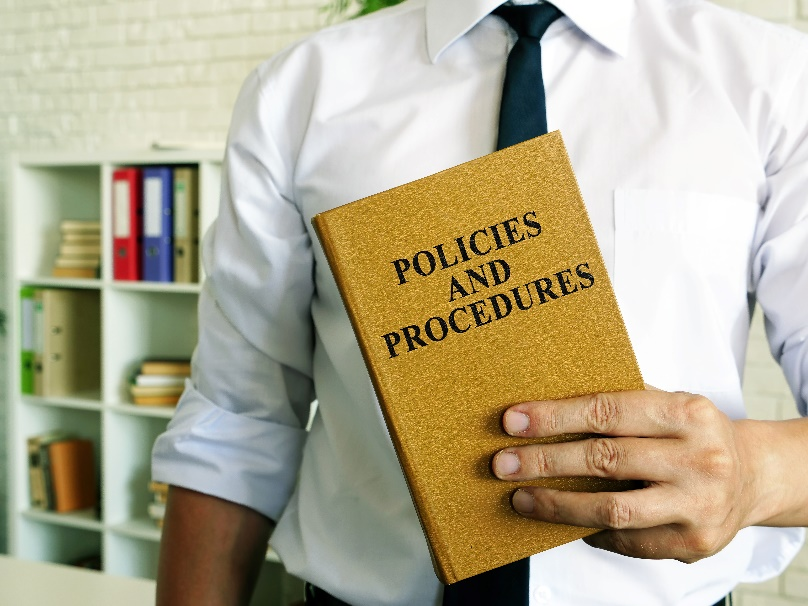 POLICIES
AND
PROCEDURES